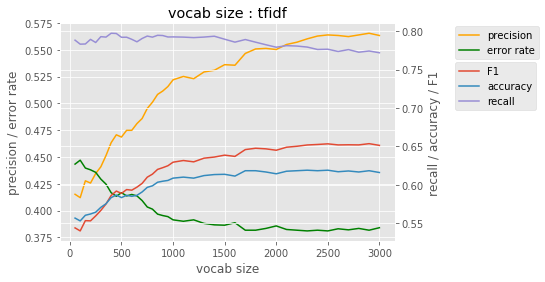 vocab size : tfidf
precision / error rate
0.575
0.550
0.525
0.500
0.475
0.450
0.425
0.400
0.375
0
500
1000
1500
2000
2500
3000
vocab size
0.80
0.75
0.70
0.65
0.60
0.55
recall / accuracy / F1
precision
error rate
F1
accuracy
recall